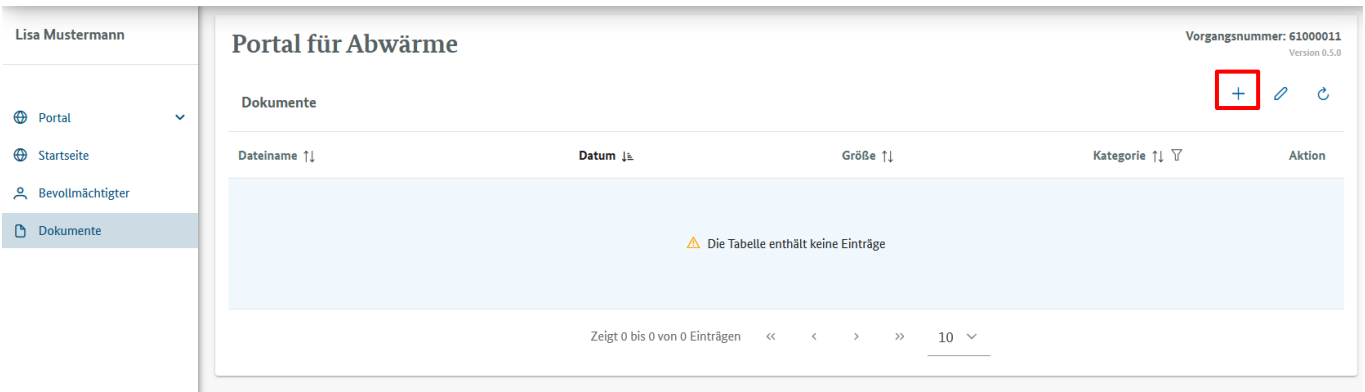 Lisa Mustermann
Portal für Abwärme
Vorgangsnummer: 61000011
Version 0.5.0
Dokumente
Portal
Startseite
Bevollmächtigter
Dokumente
Dateiname Datum Größe Kategorie Aktion
Die Tabelle enthält keine Einträge
Zeigt 0 bis 0 von 0 Einträgen 10